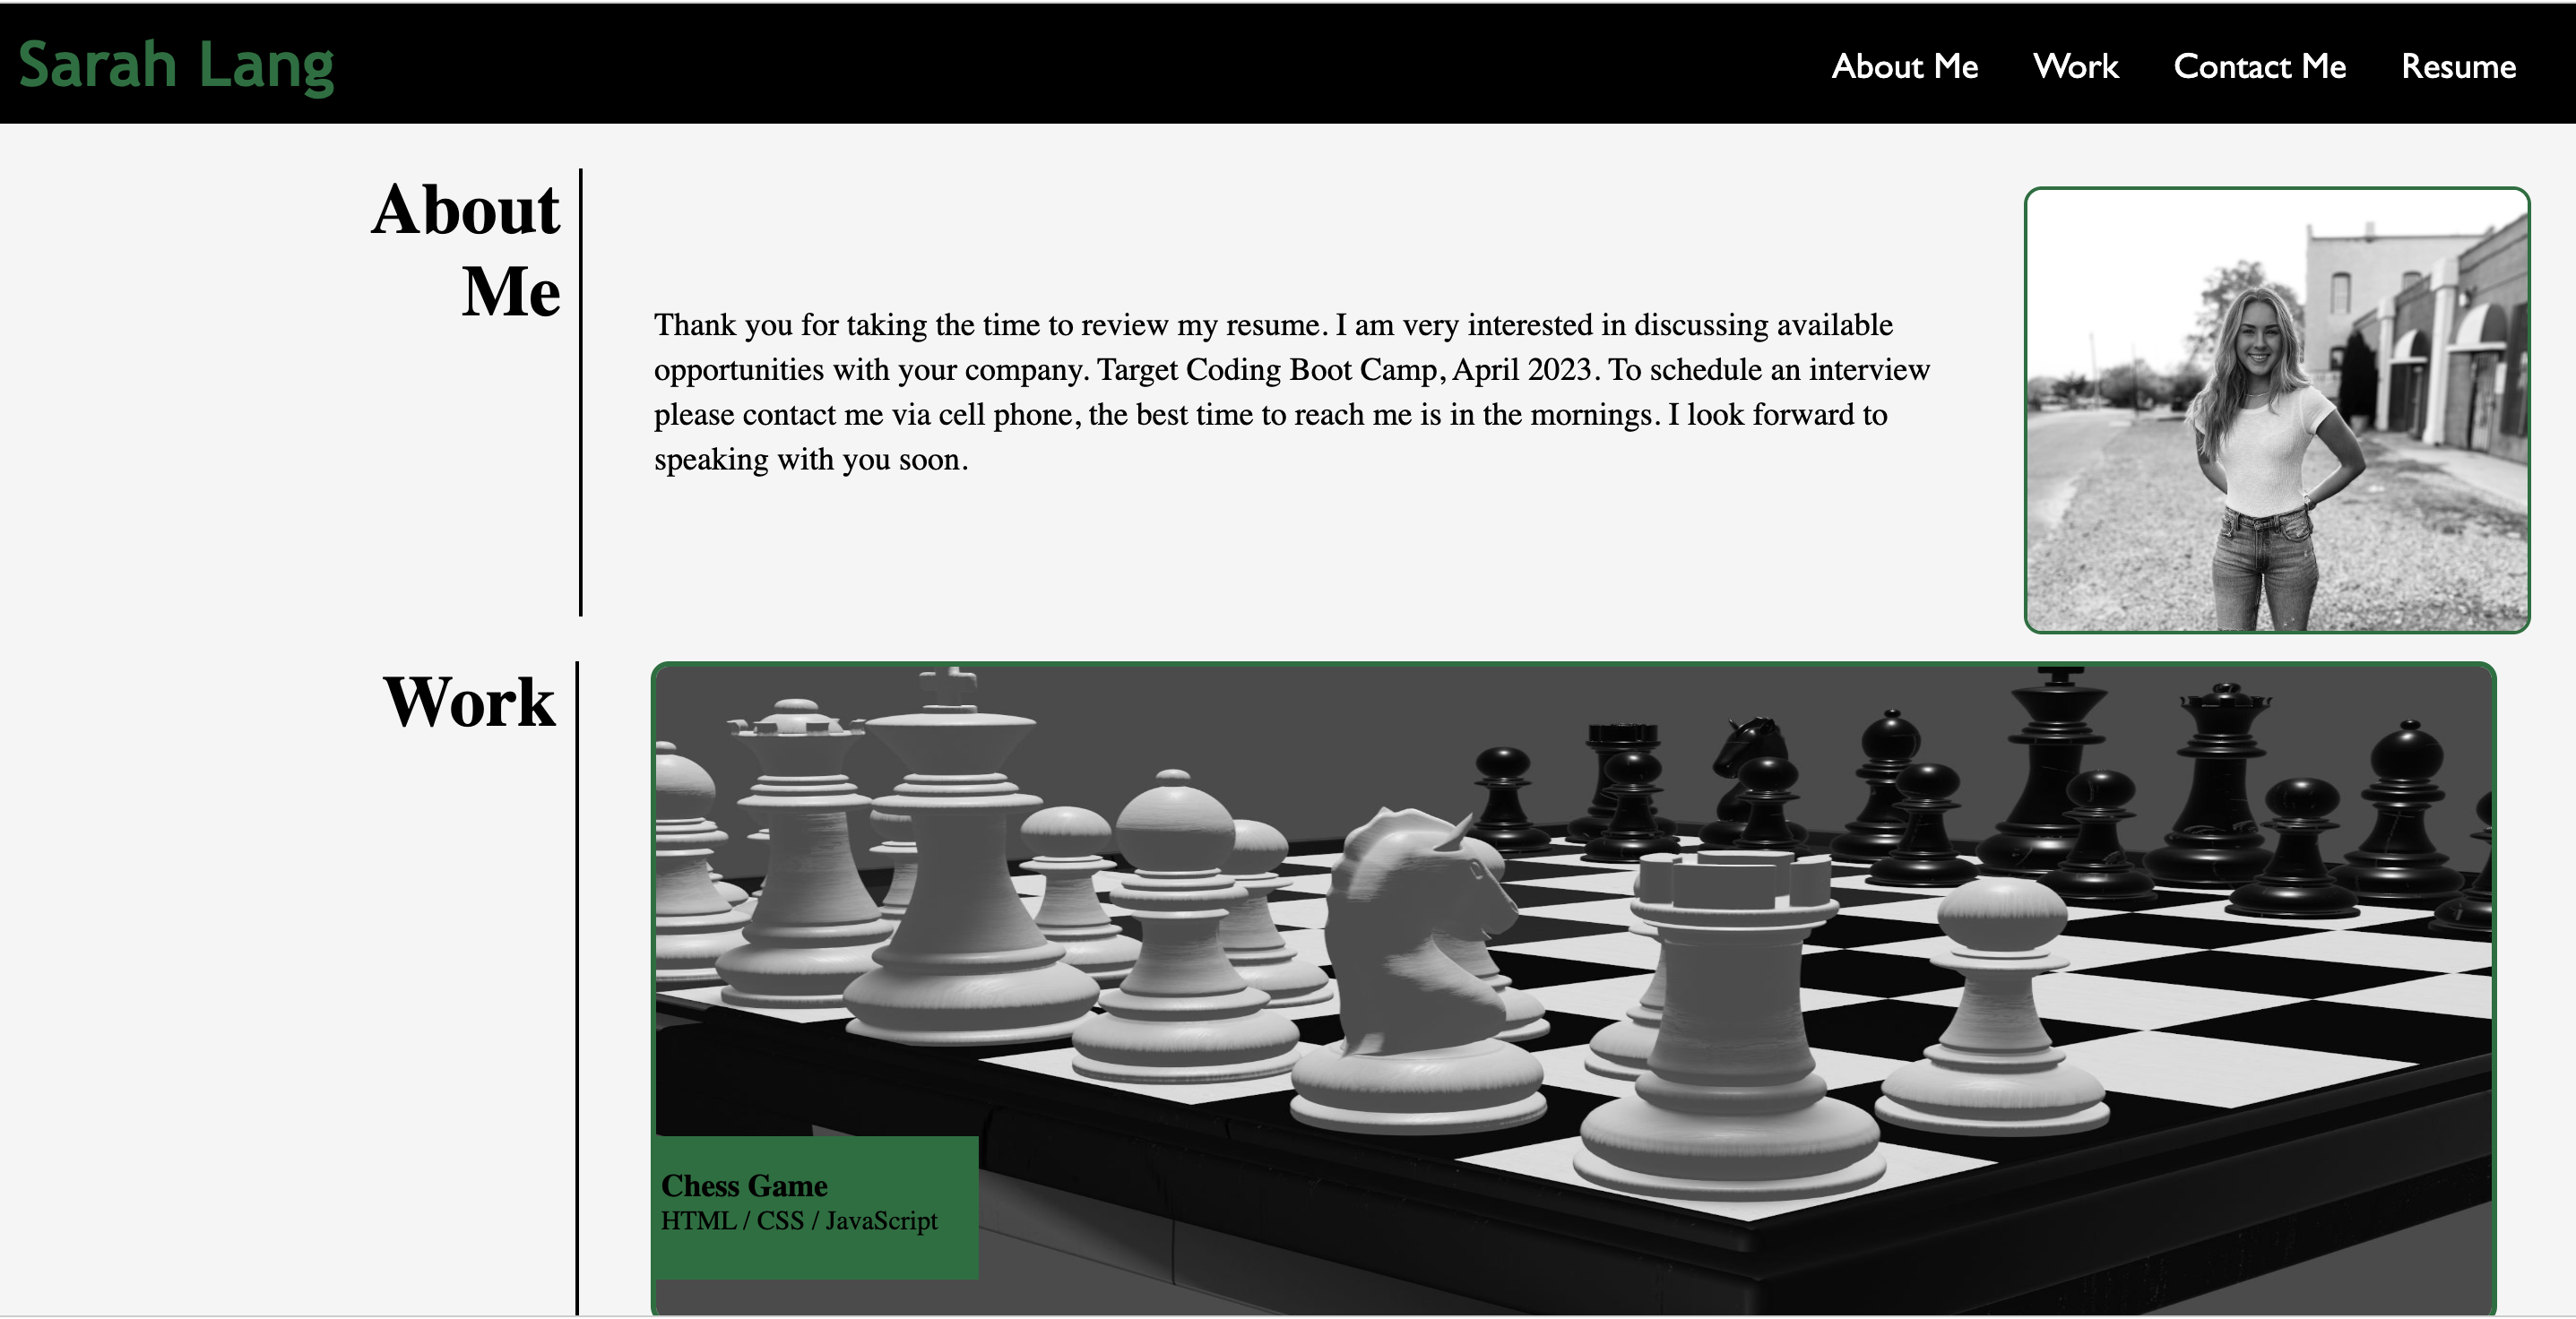 Sarah Lang
About Me Work Contact Me Resume
About
Me
Thank you for taking the time to review my resume. I am very interested in discussing available
opportunities with your company. Target Coding Boot Camp, April 2023. To schedule an interview
please contact me via cell phone, the best time to reach me is in the mornings. I look forward to
speaking with you soon.
Work
Chess Game
HTML / CSS / JavaScript